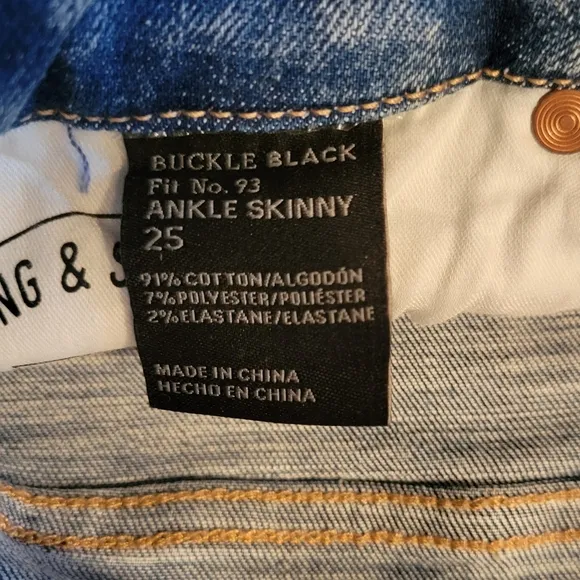 BUCKLE BLACK
Fit No. 93
ANKLE SKINNY
25
NG & S
91% COTTON/ALGODÓN
7% POLYESTER/POLIÉSTER
2% ELASTANE/ELASTANE
MADE IN CHINA
HECHO EN CHINA